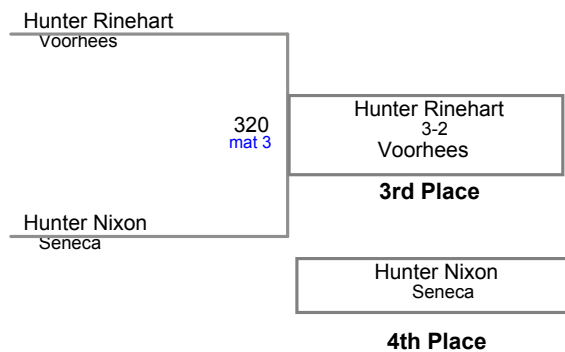 Hunter Rinehart
Voorhees
320
mat 3
Hunter Rinehart
3-2
Voorhees
3rd Place
Hunter Nixon
Seneca
Hunter Nixon
Seneca
4th Place